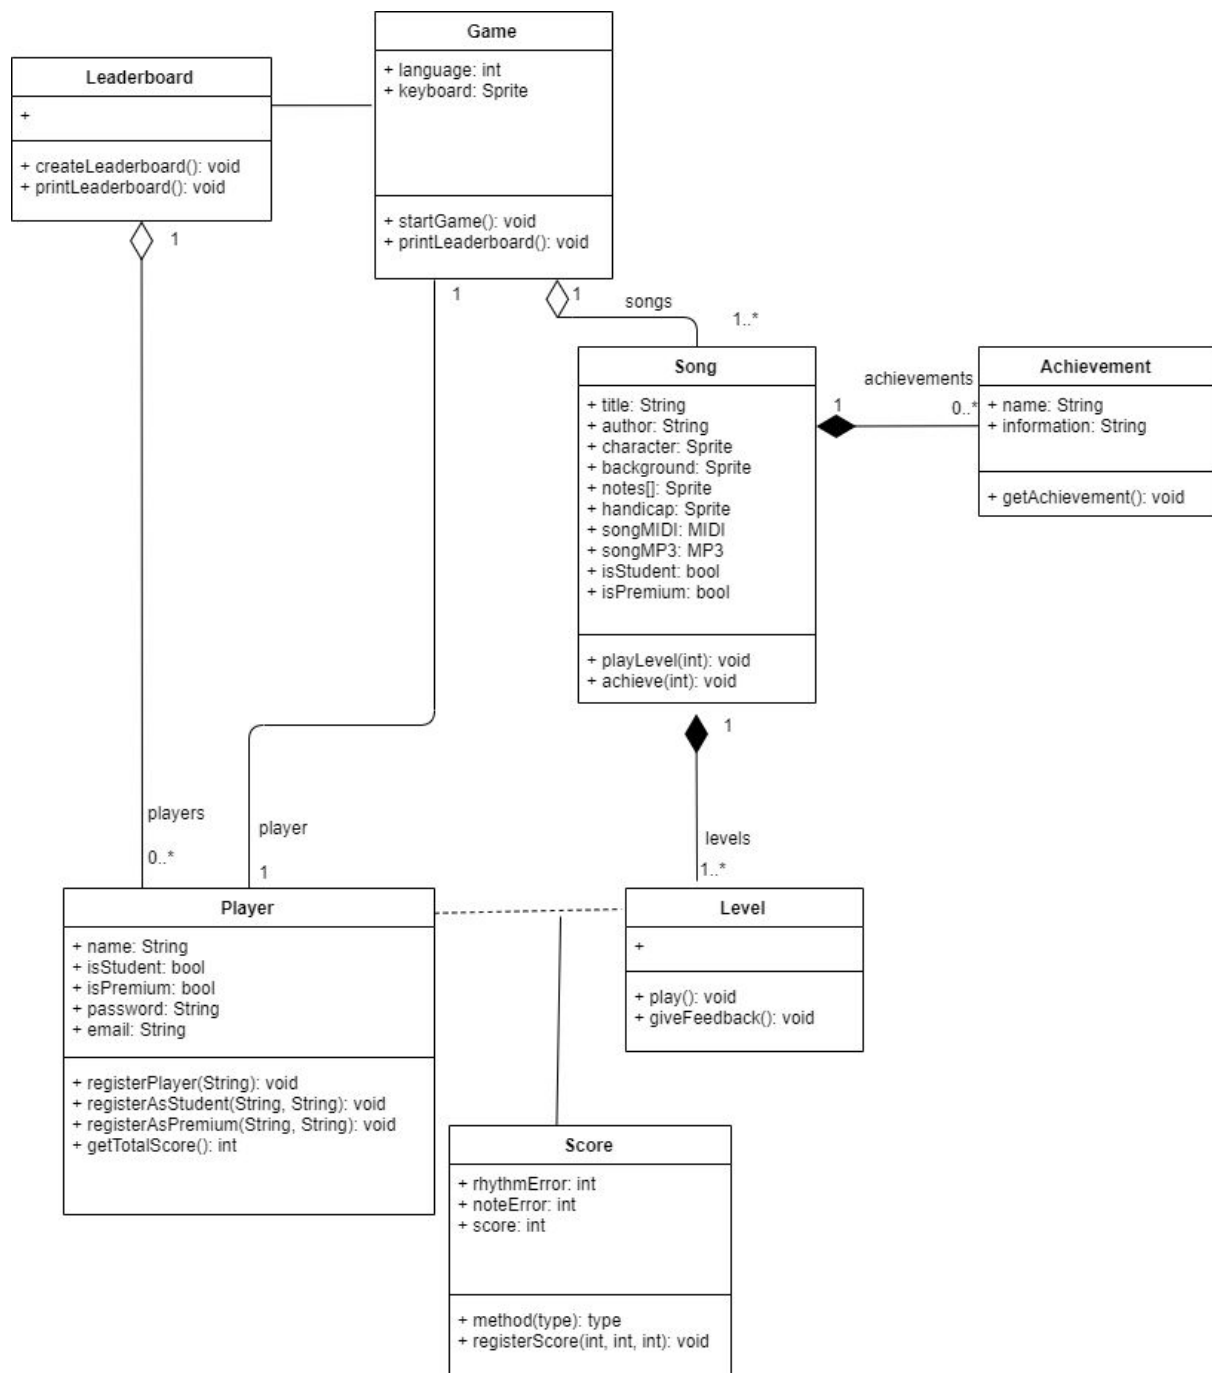 Game
+ language: int
+ keyboard: Sprite
+ startGame(): void
+ printLeaderboard(): void
Leaderboard
+
+ createLeaderboard(): void
+ printLeaderboard(): void
1
1
1
songs
1..*
Song
+ title: String
+ author: String
+ character: Sprite
+ background: Sprite
+ notes[]: Sprite
+ handicap: Sprite
+ songMIDI: MIDI
+ songMP3: MP3
+ isStudent: bool
+ isPremium: bool
+ playLevel(int): void
+ achieve(int): void
achievements
1
0..*
Achievement
+ name: String
+ information: String
+ getAchievement(): void
1
levels
1..*
players
0..*
player
1
Player
+ name: String
+ isStudent: bool
+ isPremium: bool
+ password: String
+ email: String
+ registerPlayer(String): void
+ registerAsStudent(String, String): void
+ registerAsPremium(String, String): void
+ getTotalScore(): int
Level
+
+ play(): void
+ giveFeedback(): void
Score
+ rhythmError: int
+ noteError: int
+ score: int
+ method(type): type
+ registerScore(int, int, int): void